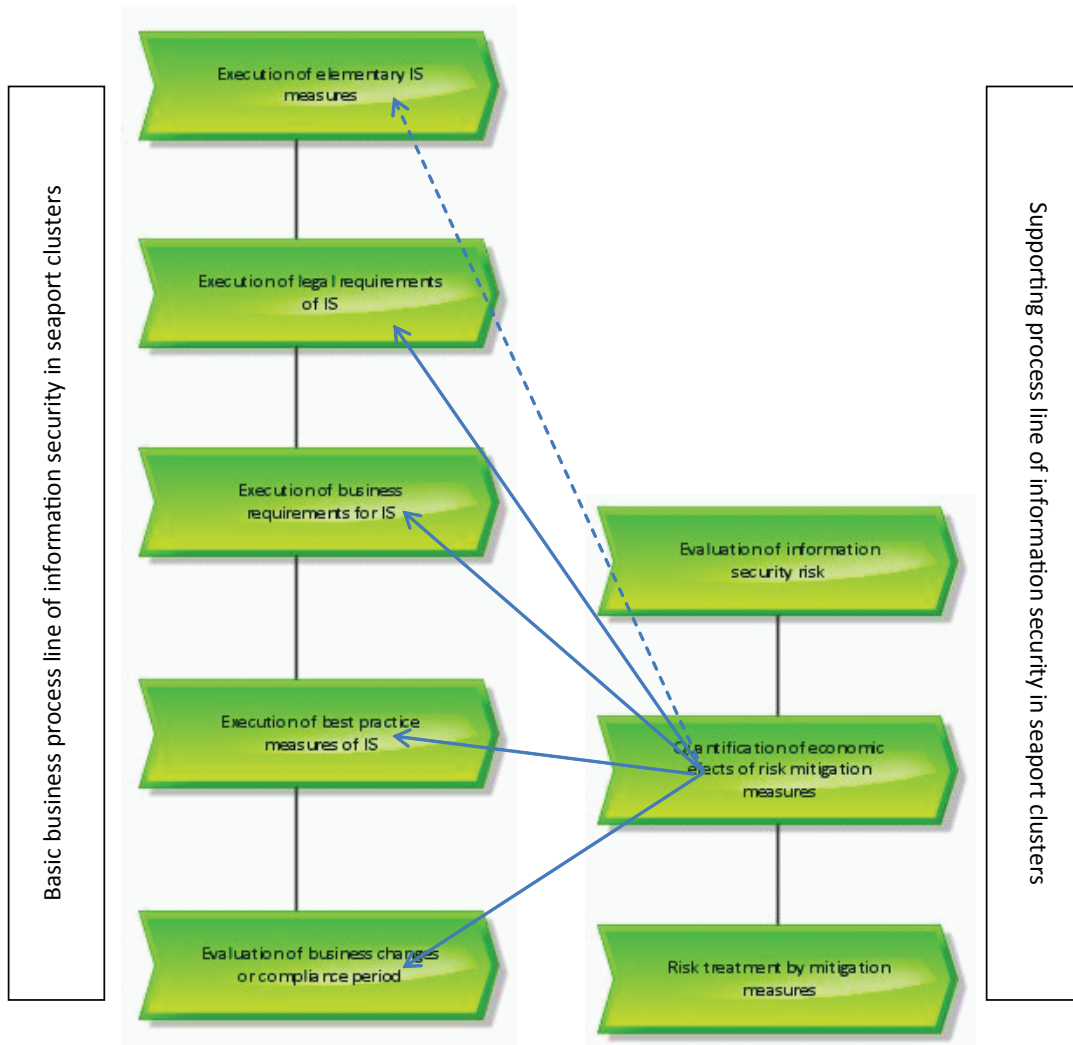 Basic business process line of information security in seaport clusters
Execution of elementary IS
measures
Execution of legal requirements
of IS
Execution of business
requirements for IS
Execution of best practice
measures of IS
Evaluation of business changes
or compliance period
Evaluation of information
security risk
Quantification of economic
efects of risk mitigation
measures
Risk treatment by mitigation
measures
Supporting process line of information security in seaport clusters